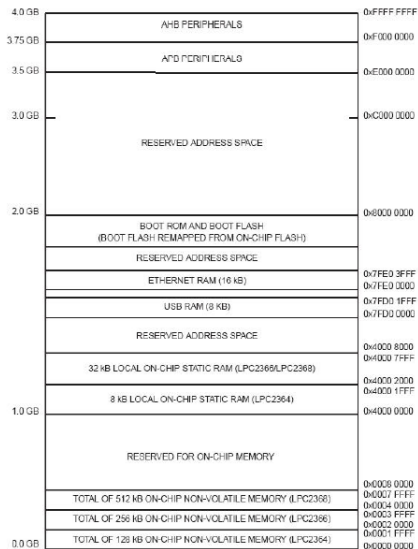 4.0 GB
AHB PERIPHERALS
0xFFFF FFFF
3.75 GB
0xF000 0000
APB PERIPHERALS
3.5 GB
0xE000 0000
3.0 GB
0xC000 0000
RESERVED ADDRESS SPACE
2.0 GB
0x8000 0000
BOOT ROM AND BOOT FLASH
(BOOT FLASH REMAPPED FROM ON-CHIP FLASH)
RESERVED ADDRESS SPACE
0x7FE0 3FFF
ETHERNET RAM (16 kB)
0x7FE0 0000
0x7FD0 1FFF
USB RAM (8 KB)
0x7FD0 0000
RESERVED ADDRESS SPACE
0x4000 8000
0x4000 7FFF
32 kB LOCAL ON-CHIP STATIC RAM (LPC2366/LPC2368)
0x4000 2000
0x4000 1FFF
8 kB LOCAL ON-CHIP STATIC RAM (LPC2364)
1.0 GB
0x4000 0000
RESERVED FOR ON-CHIP MEMORY
0x0008 0000
0x0007 FFFF
TOTAL OF 512 kB ON-CHIP NON-VOLATILE MEMORY (LPC2368)
0x0004 0000
0x0003 FFFF
TOTAL OF 256 kB ON-CHIP NON-VOLATILE MEMORY (LPC2366)
0x0002 0000
0x0001 FFFF
TOTAL OF 128 kB ON-CHIP NON-VOLATILE MEMORY (LPC2364)
0.0 GB
0x0000 0000